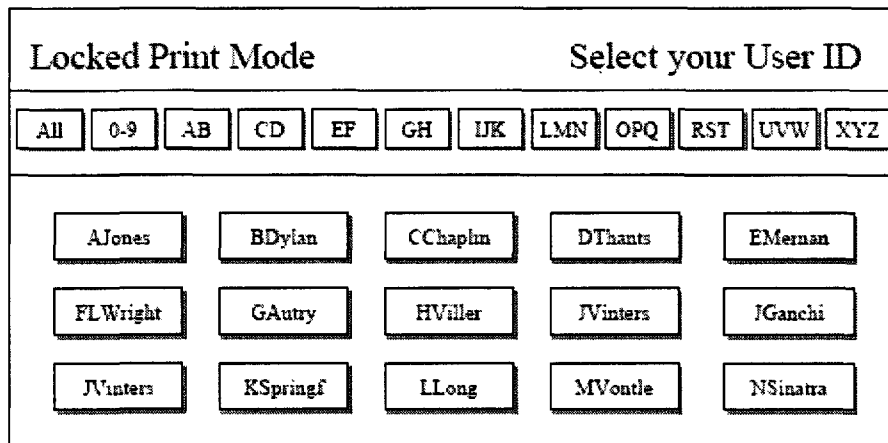 Locked Print Mode Select your User ID
All 0-9 AB CD EF GH IJK LMN OPQ RST UVW XYZ
AJones BDylan CChaplin DThants EMernan
FLWright GAutry HViller JVinters JGanchi
JVinters KSpringf LLong MVontle NSinatra